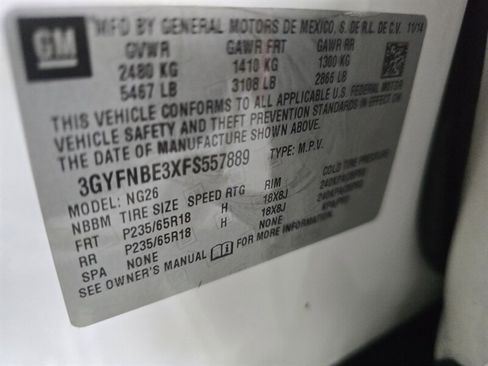 GM
MFD BY GENERAL MOTORS DE MEXICO, S. DE R.L. DE C.V. 11/14
GVWR GAWR FRT GAWR RR
2480 KG 1410 KG 1300 KG
5467 LB 3108 LB 2866 LB
THIS VEHICLE CONFORMS TO ALL APPLICABLE U.S. FEDERAL MOTOR
VEHICLE SAFETY AND THEFT PREVENTION STANDARDS IN EFFECT ON
THE DATE OF MANUFACTURE SHOWN ABOVE.
3GYFNBE3XFS557889 TYPE: M.P.V.
MODEL: NG26
NBBM TIRE SIZE SPEED RTG RIM COLD TIRE PRESSURE
FRT P235/65R18 H 18X8J
RR P235/65R18 H 18X8J
SPA NONE NONE
SEE OWNER'S MANUAL FOR MORE INFORMATION.